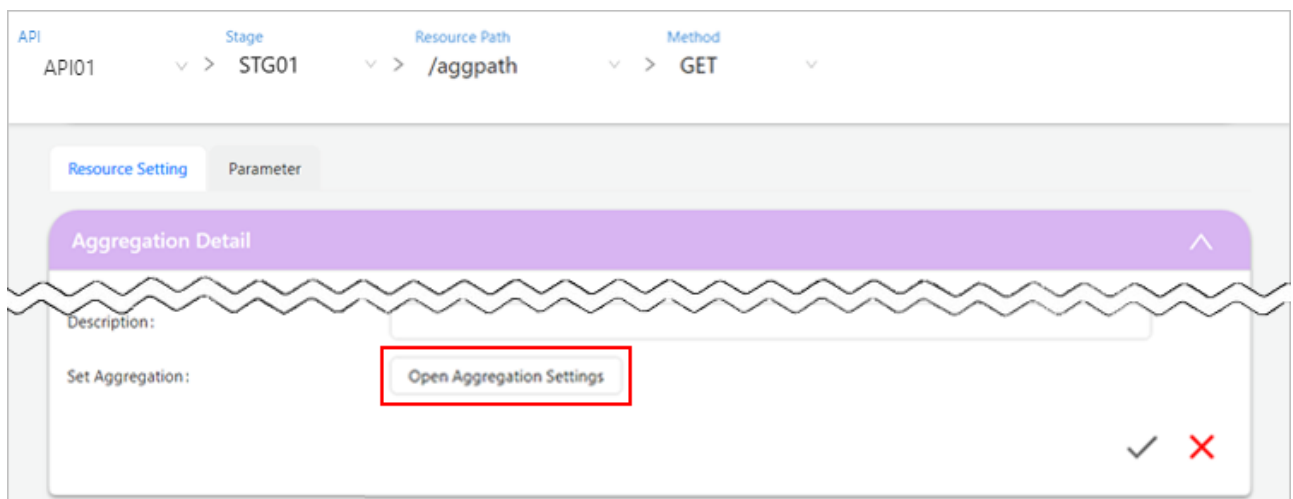 API Stage Resource Path Method
API01 > STG01 > /aggpath > GET
Resource Setting Parameter
Aggregation Detail
Description:
Set Aggregation: Open Aggregation Settings